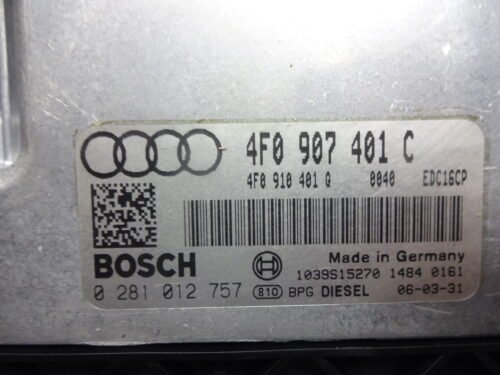 4F0 907 401 C
4F0 910 401 Q 0040 EDC16CP
BOSCH
Made in Germany
1039S15270 1484 0161
0 281 012 757 810 BPG DIESEL 06-03-31